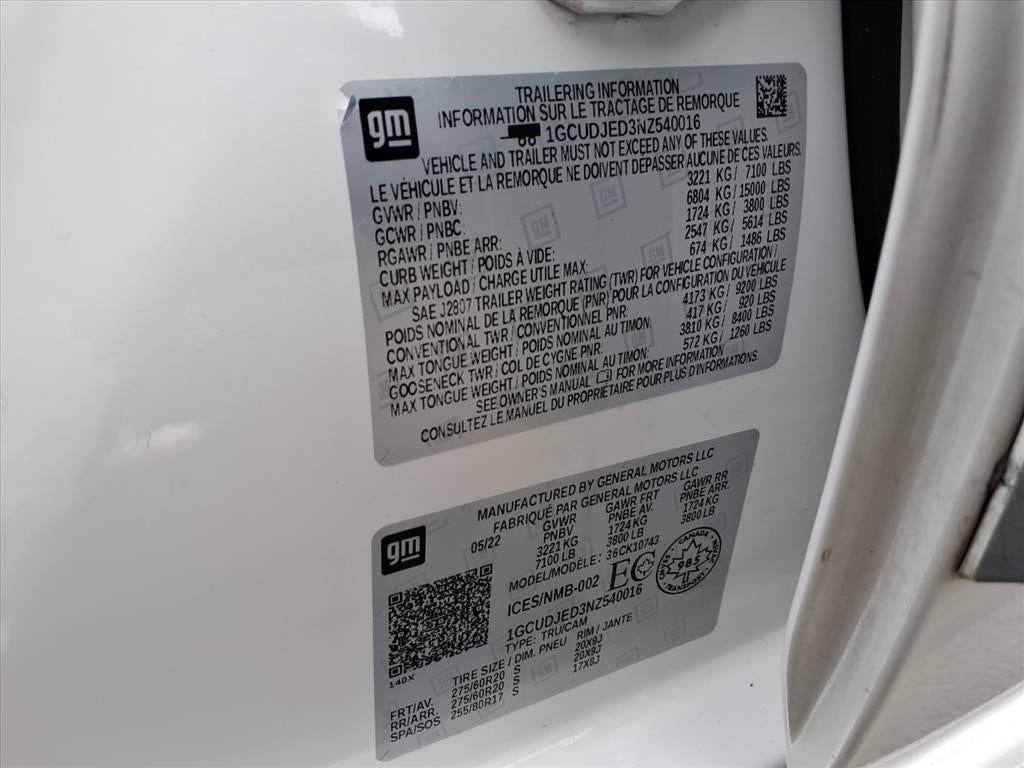 gm
TRAILERING INFORMATION
INFORMATION SUR LE TRACTAGE DE REMORQUE
1GCUDJED3NZ540016
VEHICLE AND TRAILER MUST NOT EXCEED ANY OF THESE VALUES.
LE VÉHICULE ET LA REMORQUE NE DOIVENT DÉPASSER AUCUNE DE CES VALEURS.
GVWR / PNBV: 3221 KG / 7100 LBS
GCWR / PNBC: 6804 KG / 15000 LBS
RGAWR / PNBE ARR: 1724 KG / 3800 LBS
CURB WEIGHT / POIDS À VIDE: 2547 KG / 5614 LBS
MAX PAYLOAD / CHARGE UTILE MAX: 674 KG / 1486 LBS
SAE J2807 TRAILER WEIGHT RATING (TWR) FOR VEHICLE CONFIGURATION /
POIDS NOMINAL DE LA REMORQUE (PNR) POUR LA CONFIGURATION DU VÉHICULE
CONVENTIONAL TWR / CONVENTIONNEL PNR: 4173 KG / 9200 LBS
MAX TONGUE WEIGHT / POIDS NOMINAL AU TIMON: 417 KG / 920 LBS
GOOSENECK TWR / COL DE CYGNE PNR: 3810 KG / 8400 LBS
MAX TONGUE WEIGHT / POIDS NOMINAL AU TIMON: 572 KG / 1260 LBS
SEE OWNER'S MANUAL FOR MORE INFORMATION
CONSULTEZ LE MANUEL DU PROPRIÉTAIRE POUR PLUS D'INFORMATIONS.
gm
MANUFACTURED BY GENERAL MOTORS LLC
FABRIQUÉ PAR GENERAL MOTORS LLC
05/22 GVWR GAWR FRT GAWR RR
PNBV PNBE AV. PNBE ARR.
3221 KG 1724 KG 1724 KG
7100 LB 3800 LB 3800 LB
MODEL/MODÈLE: 36CK10743
ICES/NMB-002 EC
CANADA
985
TRANSPORT
1GCUDJED3NZ540016
TYPE: TRU/CAM
140X
TIRE SIZE / DIM. PNEU RIM / JANTE
FRT/AV. 275/60R20 S 20X9J
RR/ARR. 275/60R20 S 20X9J
SPA/SOS 255/80R17 S 17X8J